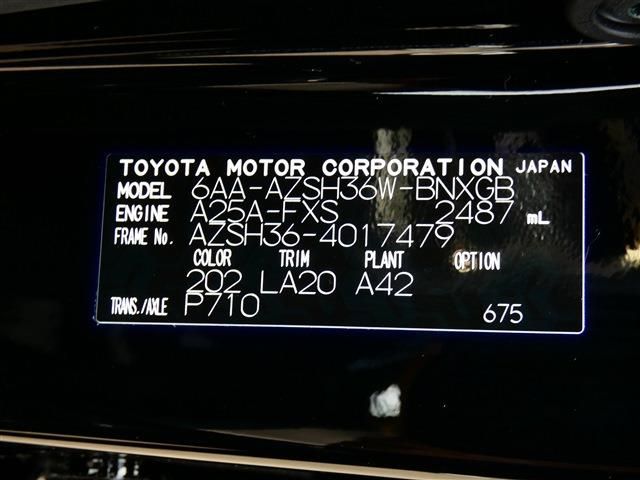 TOYOTA MOTOR CORPORATION JAPAN
MODEL 6AA-AZSH36W-BNXGB
ENGINE A25A-FXS 2487 mL
FRAME No. AZSH36-4017479
COLOR TRIM PLANT OPTION
202 LA20 A42
TRANS./AXLE P710 675